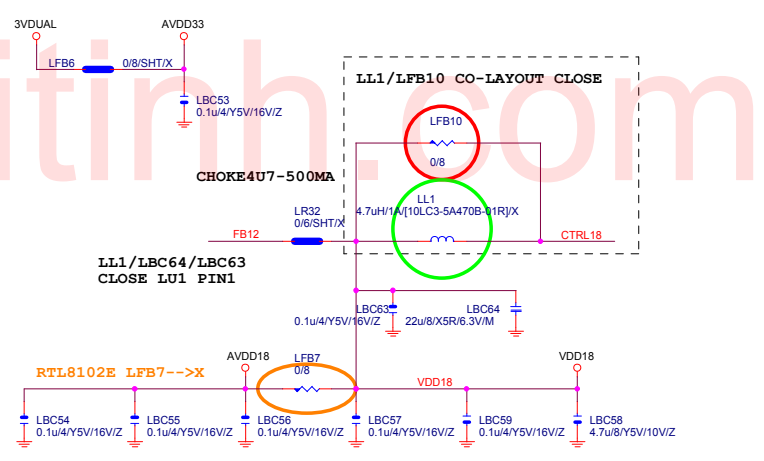 3VDUAL
AVDD33
LFB6
0/8/SHT/X
LBC53
0.1u/4/Y5V/16V/Z
LL1/LFB10 CO-LAYOUT CLOSE
LFB10
0/8
CHOKE4U7-500MA
LL1
4.7uH/1A/[10LC3-5A470B-01R]/X
LR32
0/6/SHT/X
FB12
CTRL18
LL1/LBC64/LBC63
CLOSE LU1 PIN1
LBC63
0.1u/4/Y5V/16V/Z
LBC64
22u/8/X5R/6.3V/M
RTL8102E LFB7-->X
AVDD18
LFB7
0/8
VDD18
VDD18
LBC54
0.1u/4/Y5V/16V/Z
LBC55
0.1u/4/Y5V/16V/Z
LBC56
0.1u/4/Y5V/16V/Z
LBC57
0.1u/4/Y5V/16V/Z
LBC59
0.1u/4/Y5V/16V/Z
LBC58
4.7u/8/Y5V/10V/Z
itinh.com